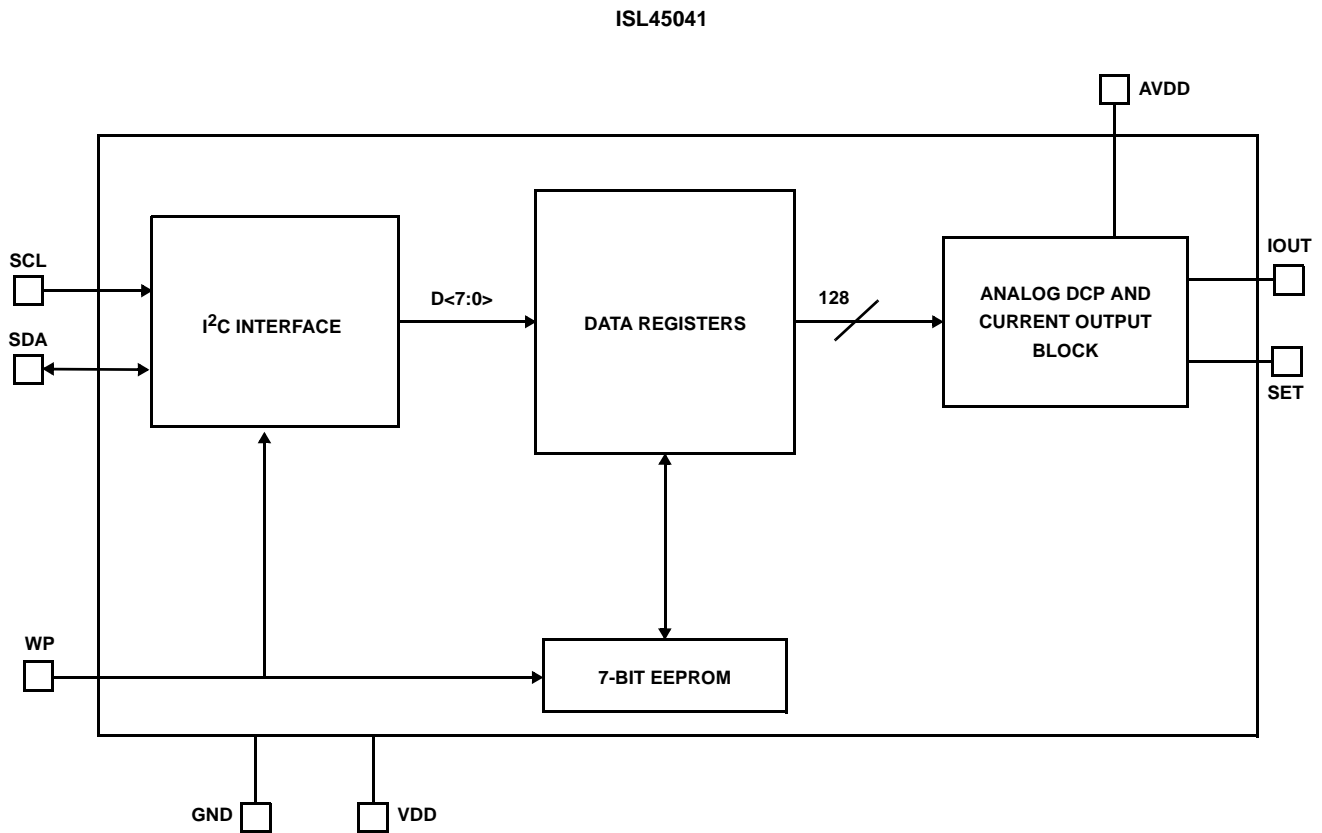 ISL45041
AVDD
SCL
IOUT
I²C INTERFACE
D<7:0>
DATA REGISTERS
128
ANALOG DCP AND
CURRENT OUTPUT
BLOCK
SDA
SET
WP
7-BIT EEPROM
GND
VDD